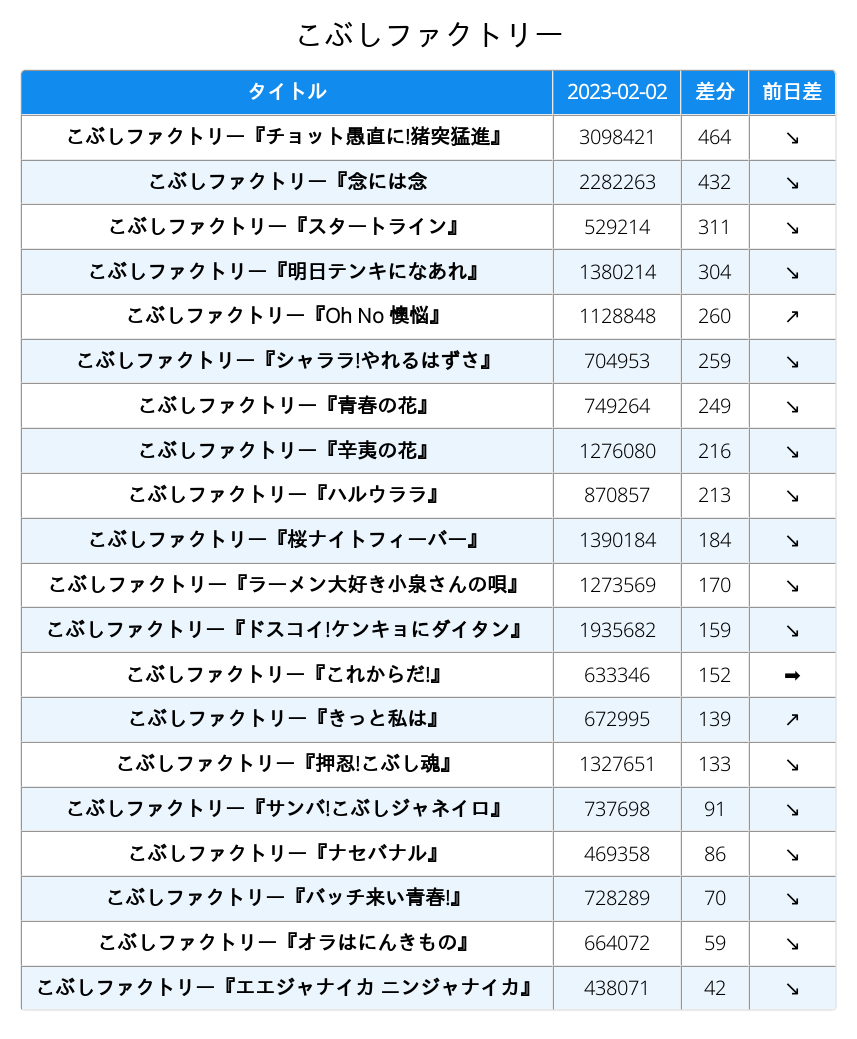 こぶしファクトリー
タイトル 2023-02-02 差分 前日差
こぶしファクトリー『チョット愚直に!猪突猛進』 3098421 464 ↘
こぶしファクトリー『念には念 2282263 432 ↘
こぶしファクトリー『スタートライン』 529214 311 ↘
こぶしファクトリー『明日テンキになあれ』 1380214 304 ↘
こぶしファクトリー『Oh No 懊悩』 1128848 260 ↗
こぶしファクトリー『シャララ!やれるはずさ』 704953 259 ↘
こぶしファクトリー『青春の花』 749264 249 ↘
こぶしファクトリー『辛夷の花』 1276080 216 ↘
こぶしファクトリー『ハルウララ』 870857 213 ↘
こぶしファクトリー『桜ナイトフィーバー』 1390184 184 ↘
こぶしファクトリー『ラーメン大好き小泉さんの唄』 1273569 170 ↘
こぶしファクトリー『ドスコイ!ケンキョにダイタン』 1935682 159 ↘
こぶしファクトリー『これからだ!』 633346 152 ➡
こぶしファクトリー『きっと私は』 672995 139 ↗
こぶしファクトリー『押忍!こぶし魂』 1327651 133 ↘
こぶしファクトリー『サンバ!こぶしジャネイロ』 737698 91 ↘
こぶしファクトリー『ナセバナル』 469358 86 ↘
こぶしファクトリー『バッチ来い青春!』 728289 70 ↘
こぶしファクトリー『オラはにんきもの』 664072 59 ↘
こぶしファクトリー『エエジャナイカ ニンジャナイカ』 438071 42 ↘